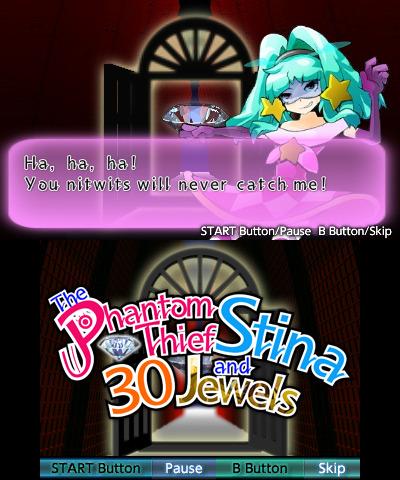 Ha, ha, ha!
You nitwits will never catch me!
START Button/Pause B Button/Skip
The
Phantom
Thief Stina
and
30 Jewels
START Button Pause B Button Skip